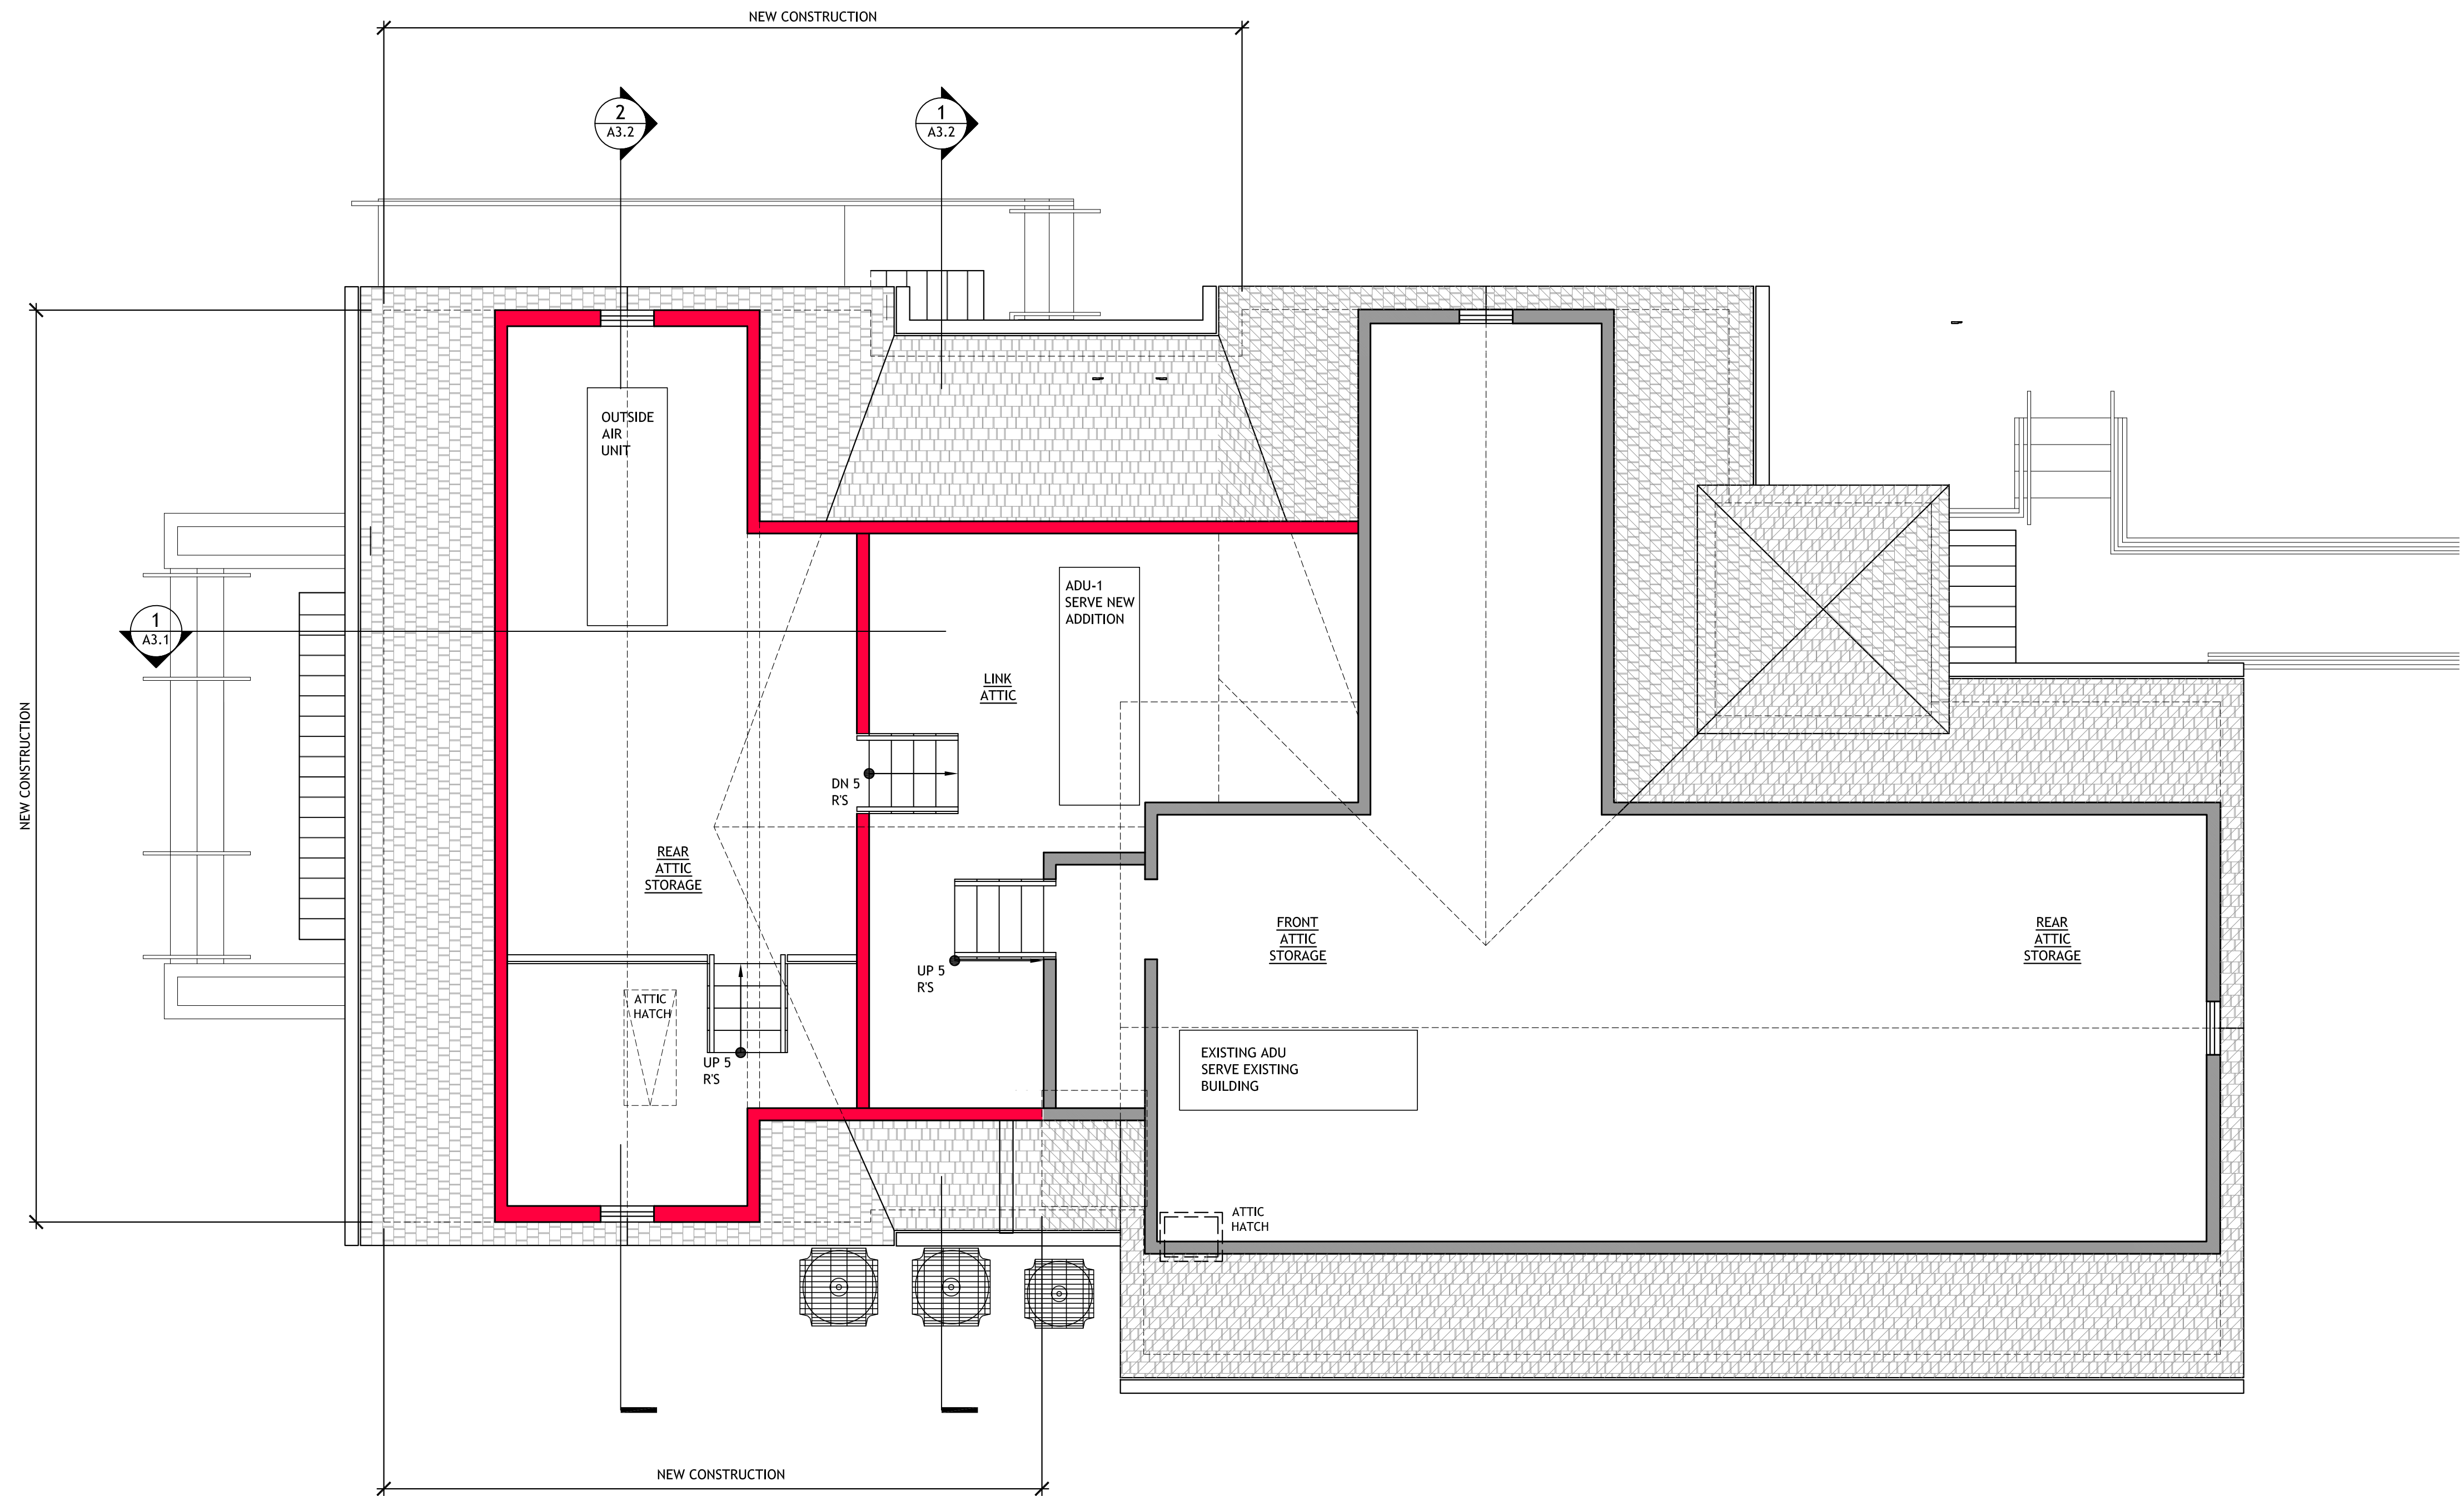 NEW CONSTRUCTION
2
A3.2
1
A3.2
OUTSIDE
AIR
UNIT
ADU-1
SERVE NEW
ADDITION
1
A3.1
LINK
ATTIC
NEW CONSTRUCTION
DN 5
R'S
REAR
ATTIC
STORAGE
FRONT
ATTIC
STORAGE
REAR
ATTIC
STORAGE
UP 5
R'S
ATTIC
HATCH
UP 5
R'S
EXISTING ADU
SERVE EXISTING
BUILDING
ATTIC
HATCH
NEW CONSTRUCTION